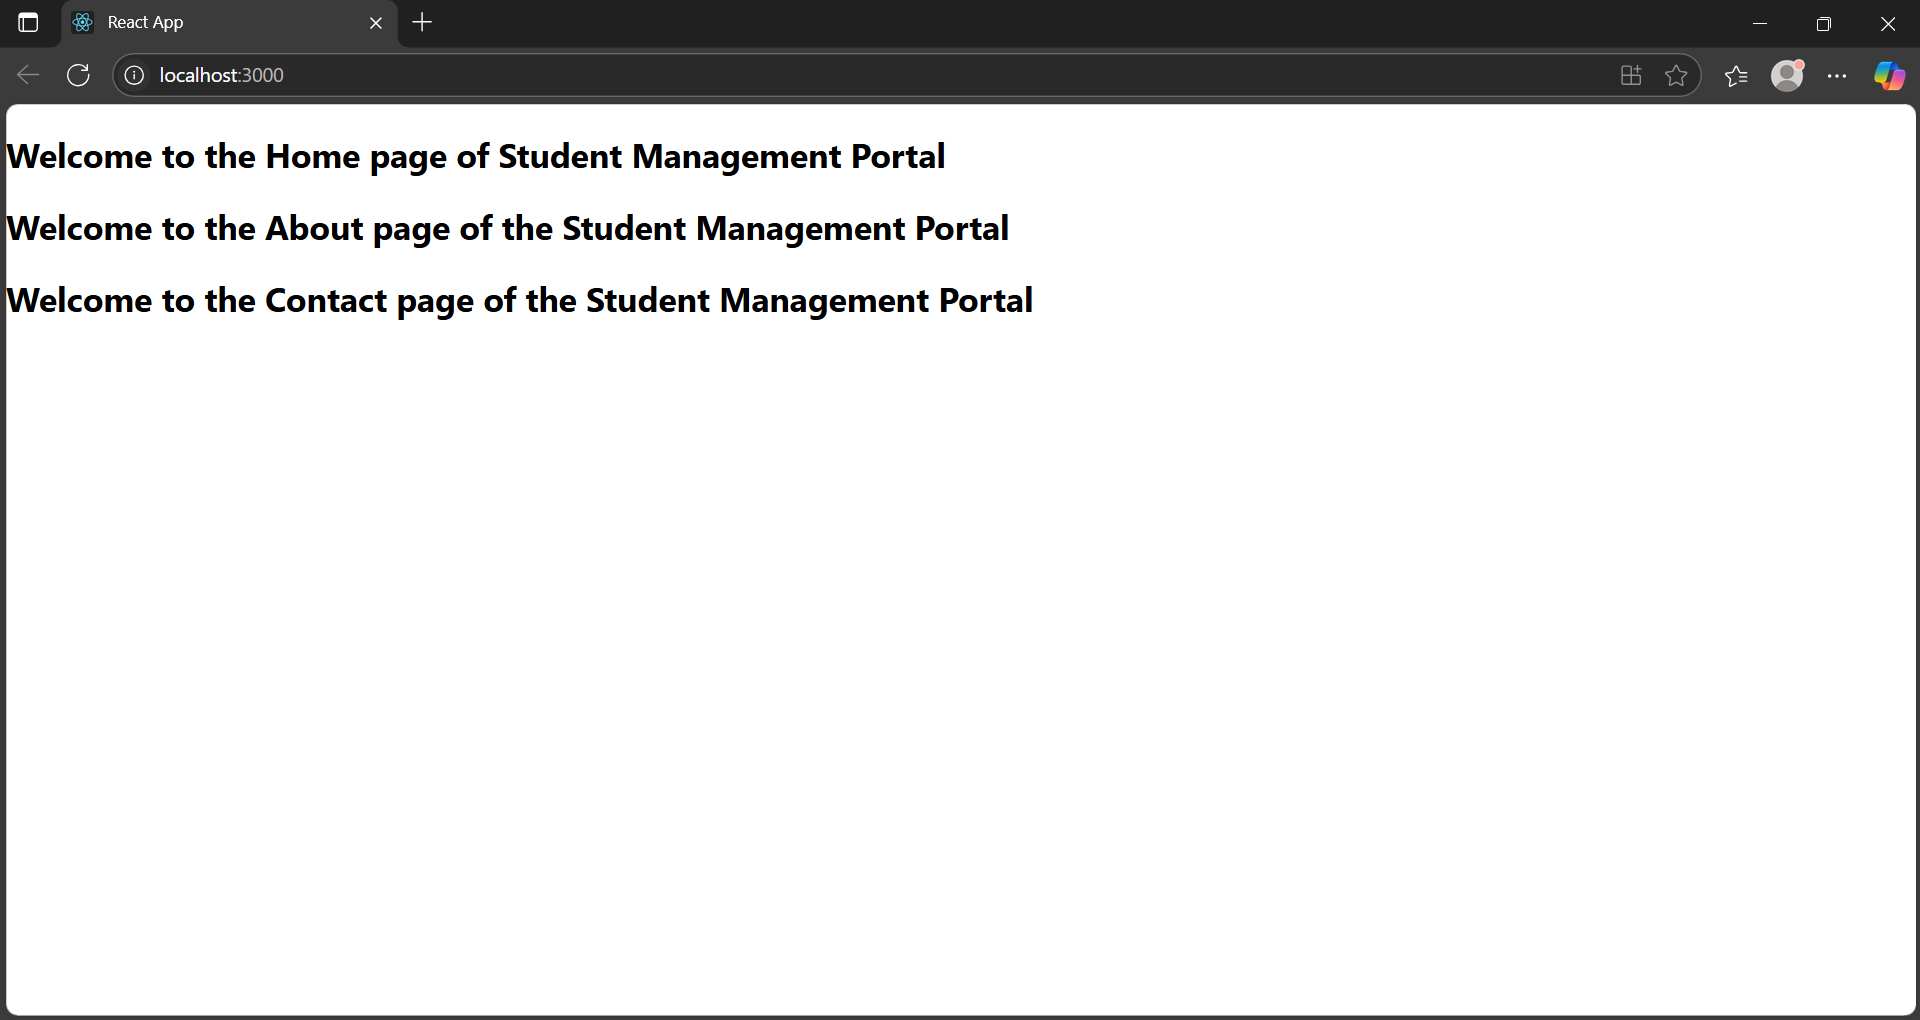 React App
localhost:3000
Welcome to the Home page of Student Management Portal
Welcome to the About page of the Student Management Portal
Welcome to the Contact page of the Student Management Portal